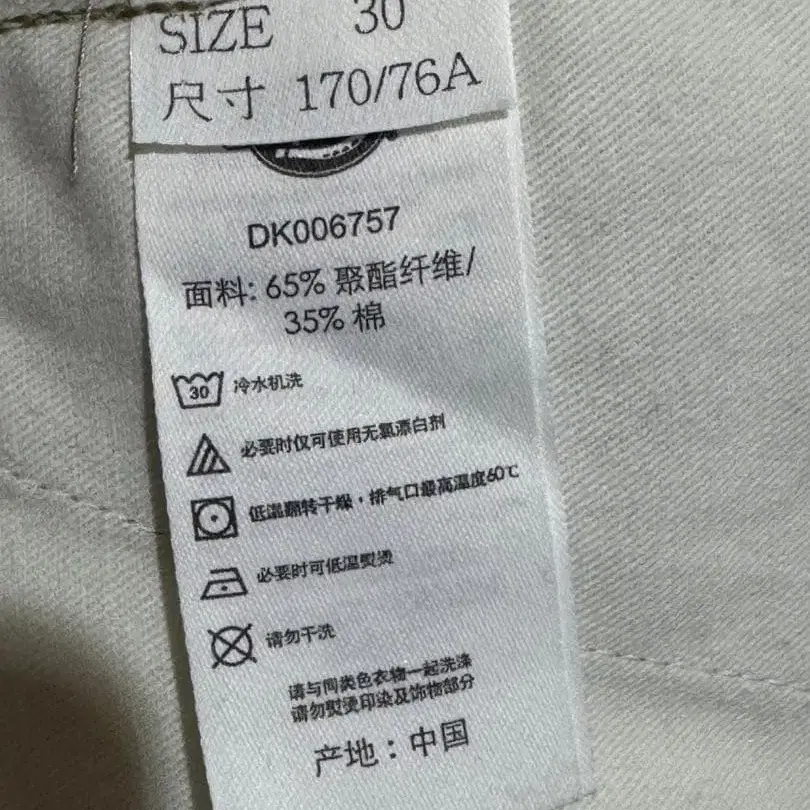 SIZE 30
尺寸 170/76A
DK006757
面料: 65% 聚酯纤维/
35% 棉
30 冷水机洗
必要时仅可使用无氯漂白剂
低温翻转干燥，排气口最高温度60℃
必要时可低温熨烫
请勿干洗
请与同类色衣物一起洗涤
请勿熨烫印染及饰物部分
产地：中国